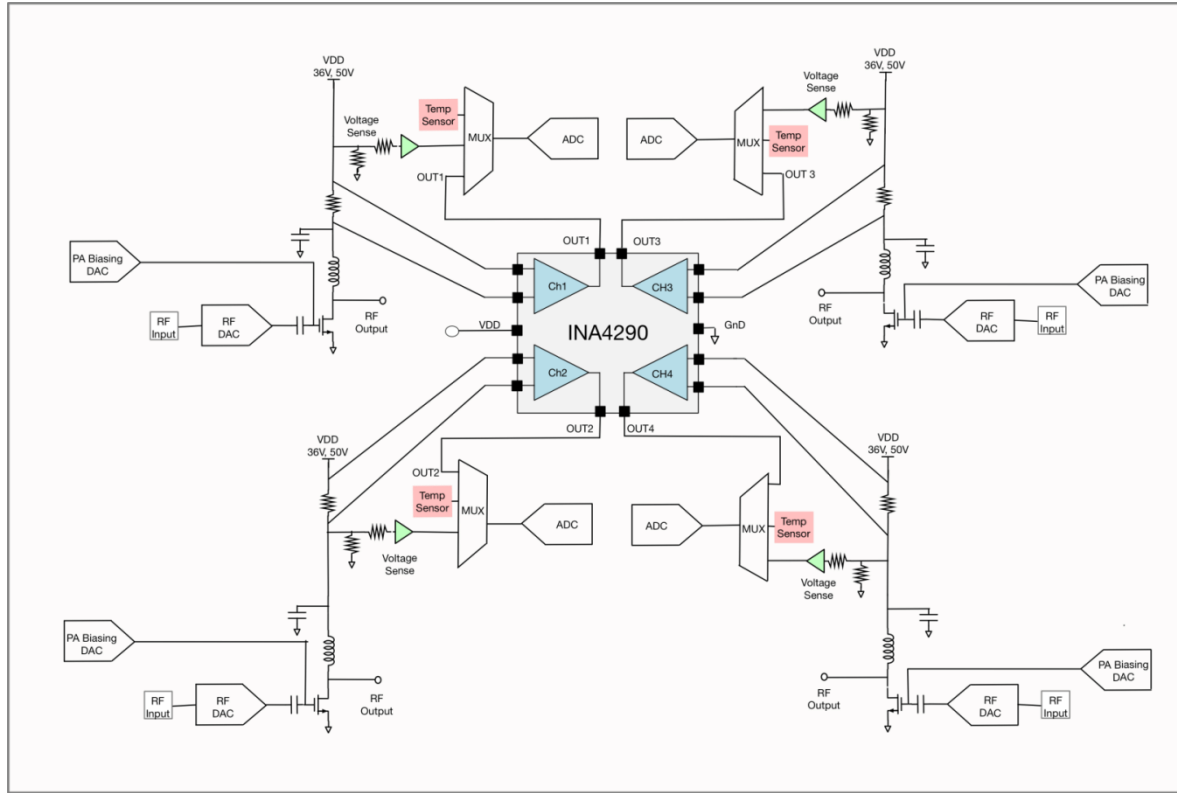 VDD
36V, 50V
Voltage
Sense
Temp
Sensor
MUX
ADC
OUT1
PA Biasing
DAC
RF
Input
RF
DAC
RF
Output
VDD
36V, 50V
Voltage
Sense
Temp
Sensor
MUX
ADC
OUT 3
PA Biasing
DAC
RF
Output
RF
DAC
RF
Input
OUT1
OUT3
Ch1
CH3
VDD
INA4290
GnD
Ch2
CH4
OUT2
OUT4
VDD
36V, 50V
OUT2
Temp
Sensor
MUX
ADC
Voltage
Sense
PA Biasing
DAC
RF
Input
RF
DAC
RF
Output
VDD
36V, 50V
ADC
MUX
Temp
Sensor
Voltage
Sense
PA Biasing
DAC
RF
Output
RF
DAC
RF
Input